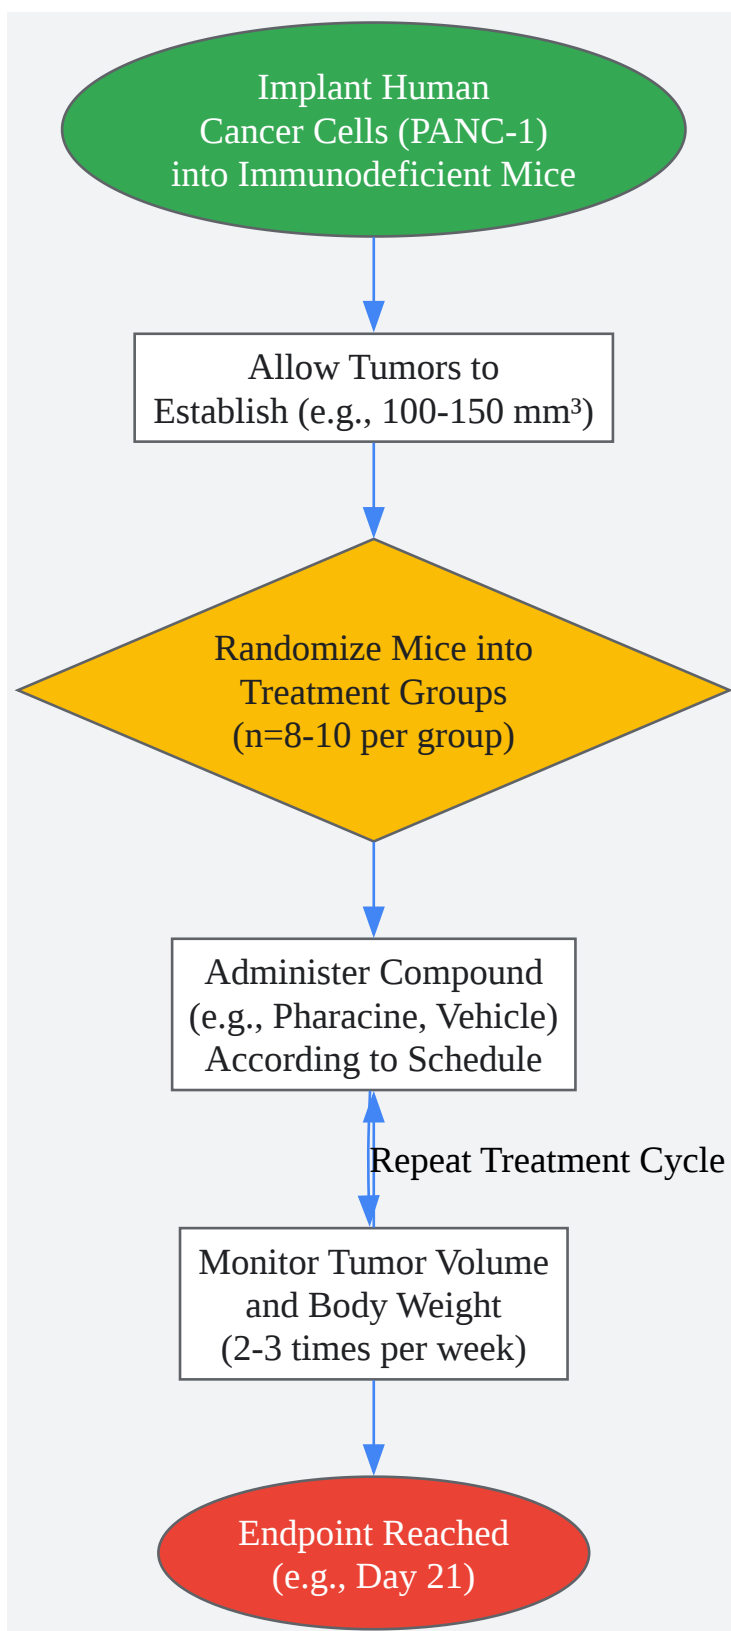 Implant Human
Cancer Cells (PANC-1)
into Immunodeficient Mice
Allow Tumors to
Establish (e.g., 100-150 mm³)
Randomize Mice into
Treatment Groups
(n=8-10 per group)
Administer Compound
(e.g., Pharacine, Vehicle)
According to Schedule
Repeat Treatment Cycle
Monitor Tumor Volume
and Body Weight
(2-3 times per week)
Endpoint Reached
(e.g., Day 21)